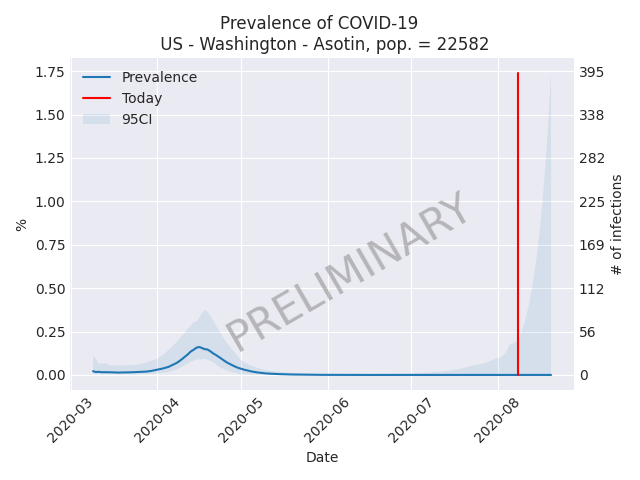 Prevalence of COVID-19
US - Washington - Asotin, pop. = 22582
Prevalence
Today
95CI
1.75
1.50
1.25
1.00
0.75
0.50
0.25
0.00
%
395
338
282
225
169
112
56
0
# of infections
PRELIMINARY
2020-03
2020-04
2020-05
2020-06
2020-07
2020-08
Date